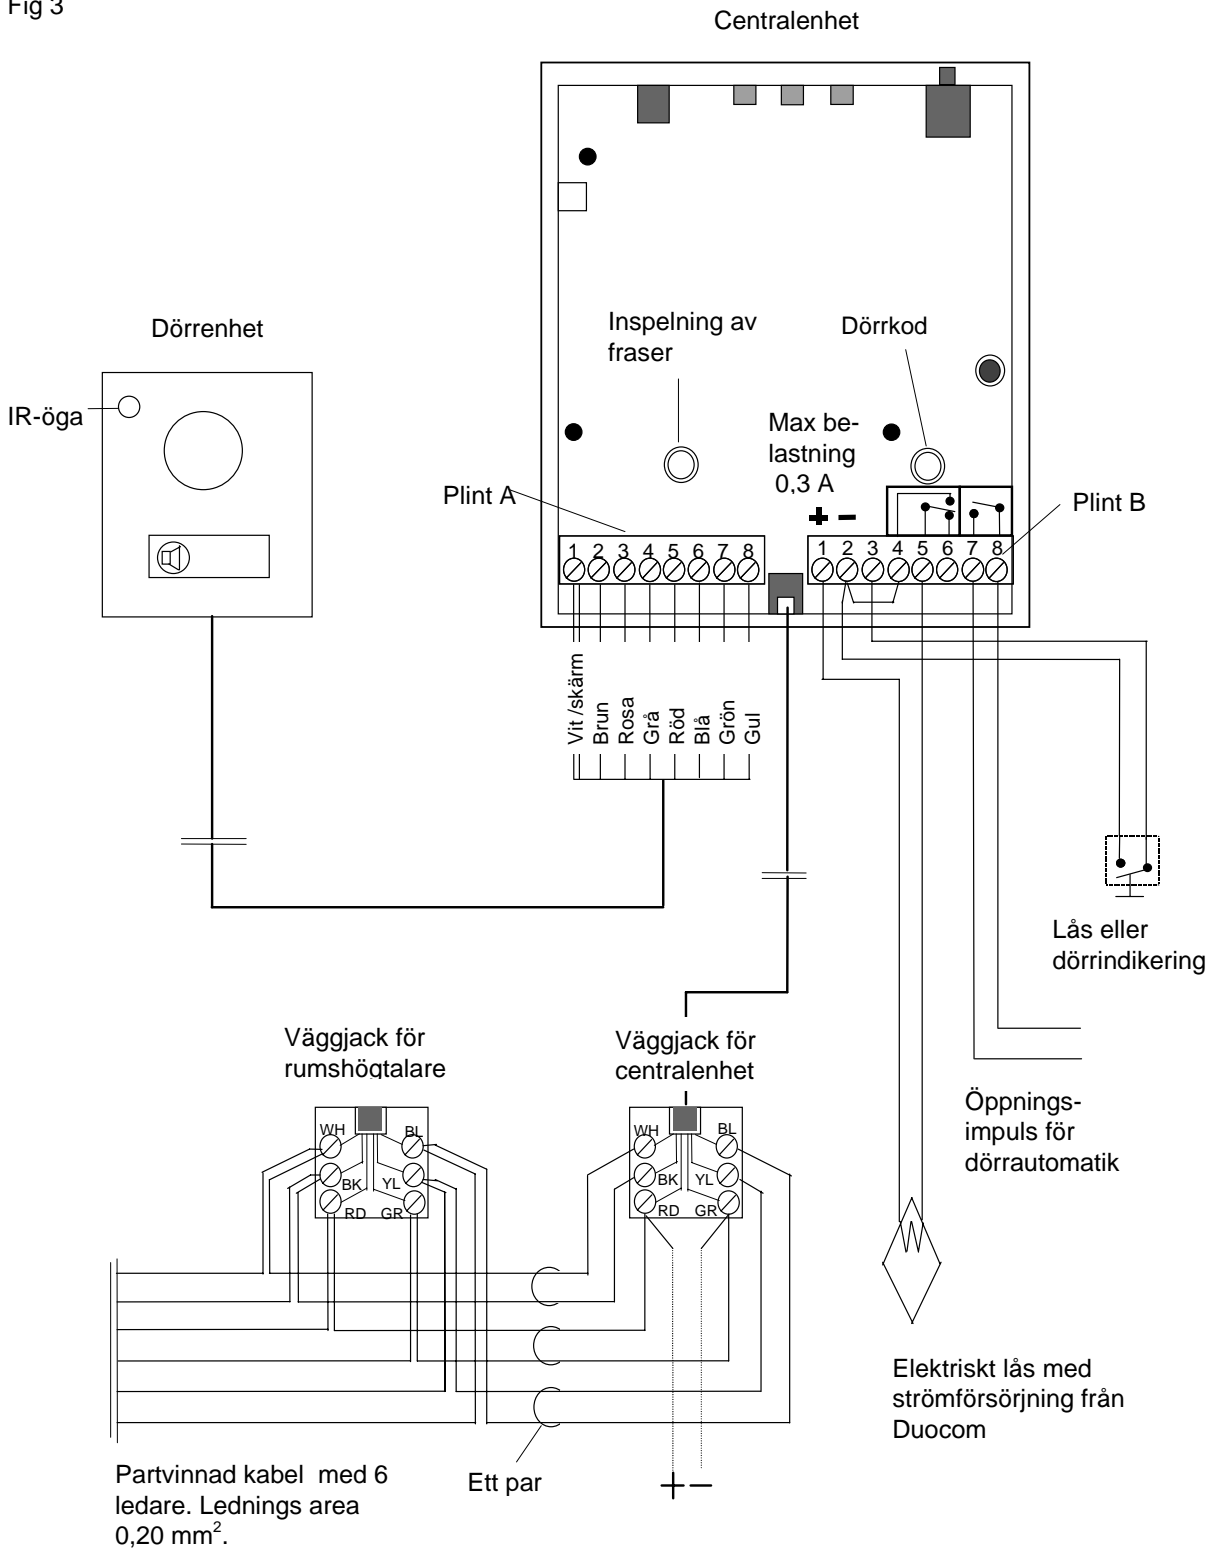 Fig 3
Centralenhet
Dörrenhet
IR-öga
Inspelning av
fraser
Dörrkod
Max be-
lastning
0,3 A
+ −
Plint A
Plint B
1 2 3 4 5 6 7 8
1 2 3 4 5 6 7 8
Vit /skärm
Brun
Rosa
Grå
Röd
Blå
Grön
Gul
Lås eller
dörrindikering
Väggjack för
rumshögtalare
Väggjack för
centralenhet
WH BL
BK YL
RD GR
WH BL
BK YL
RD GR
Öppnings-
impuls för
dörrautomatik
Elektriskt lås med
strömförsörjning från
Duocom
Partvinnad kabel med 6
ledare. Lednings area
0,20 mm².
Ett par
+ −